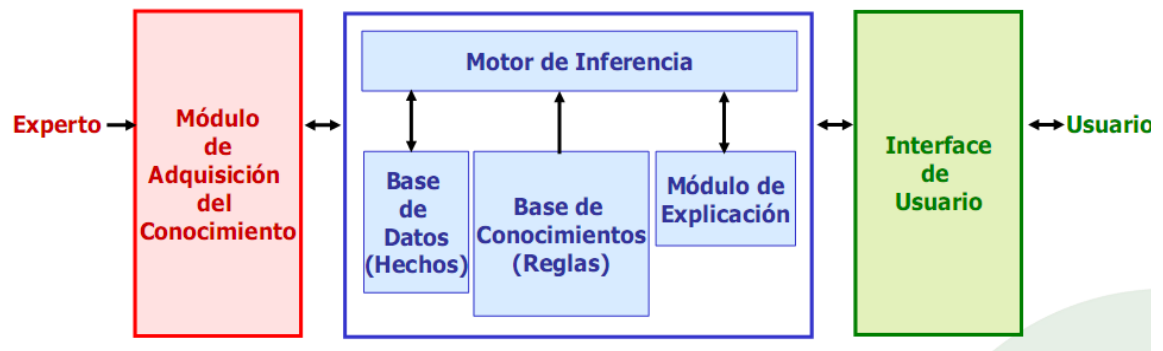 Experto
Módulo
de
Adquisición
del
Conocimiento
Motor de Inferencia
Base
de
Datos
(Hechos)
Base de
Conocimientos
(Reglas)
Módulo de
Explicación
Interface
de
Usuario
Usuario